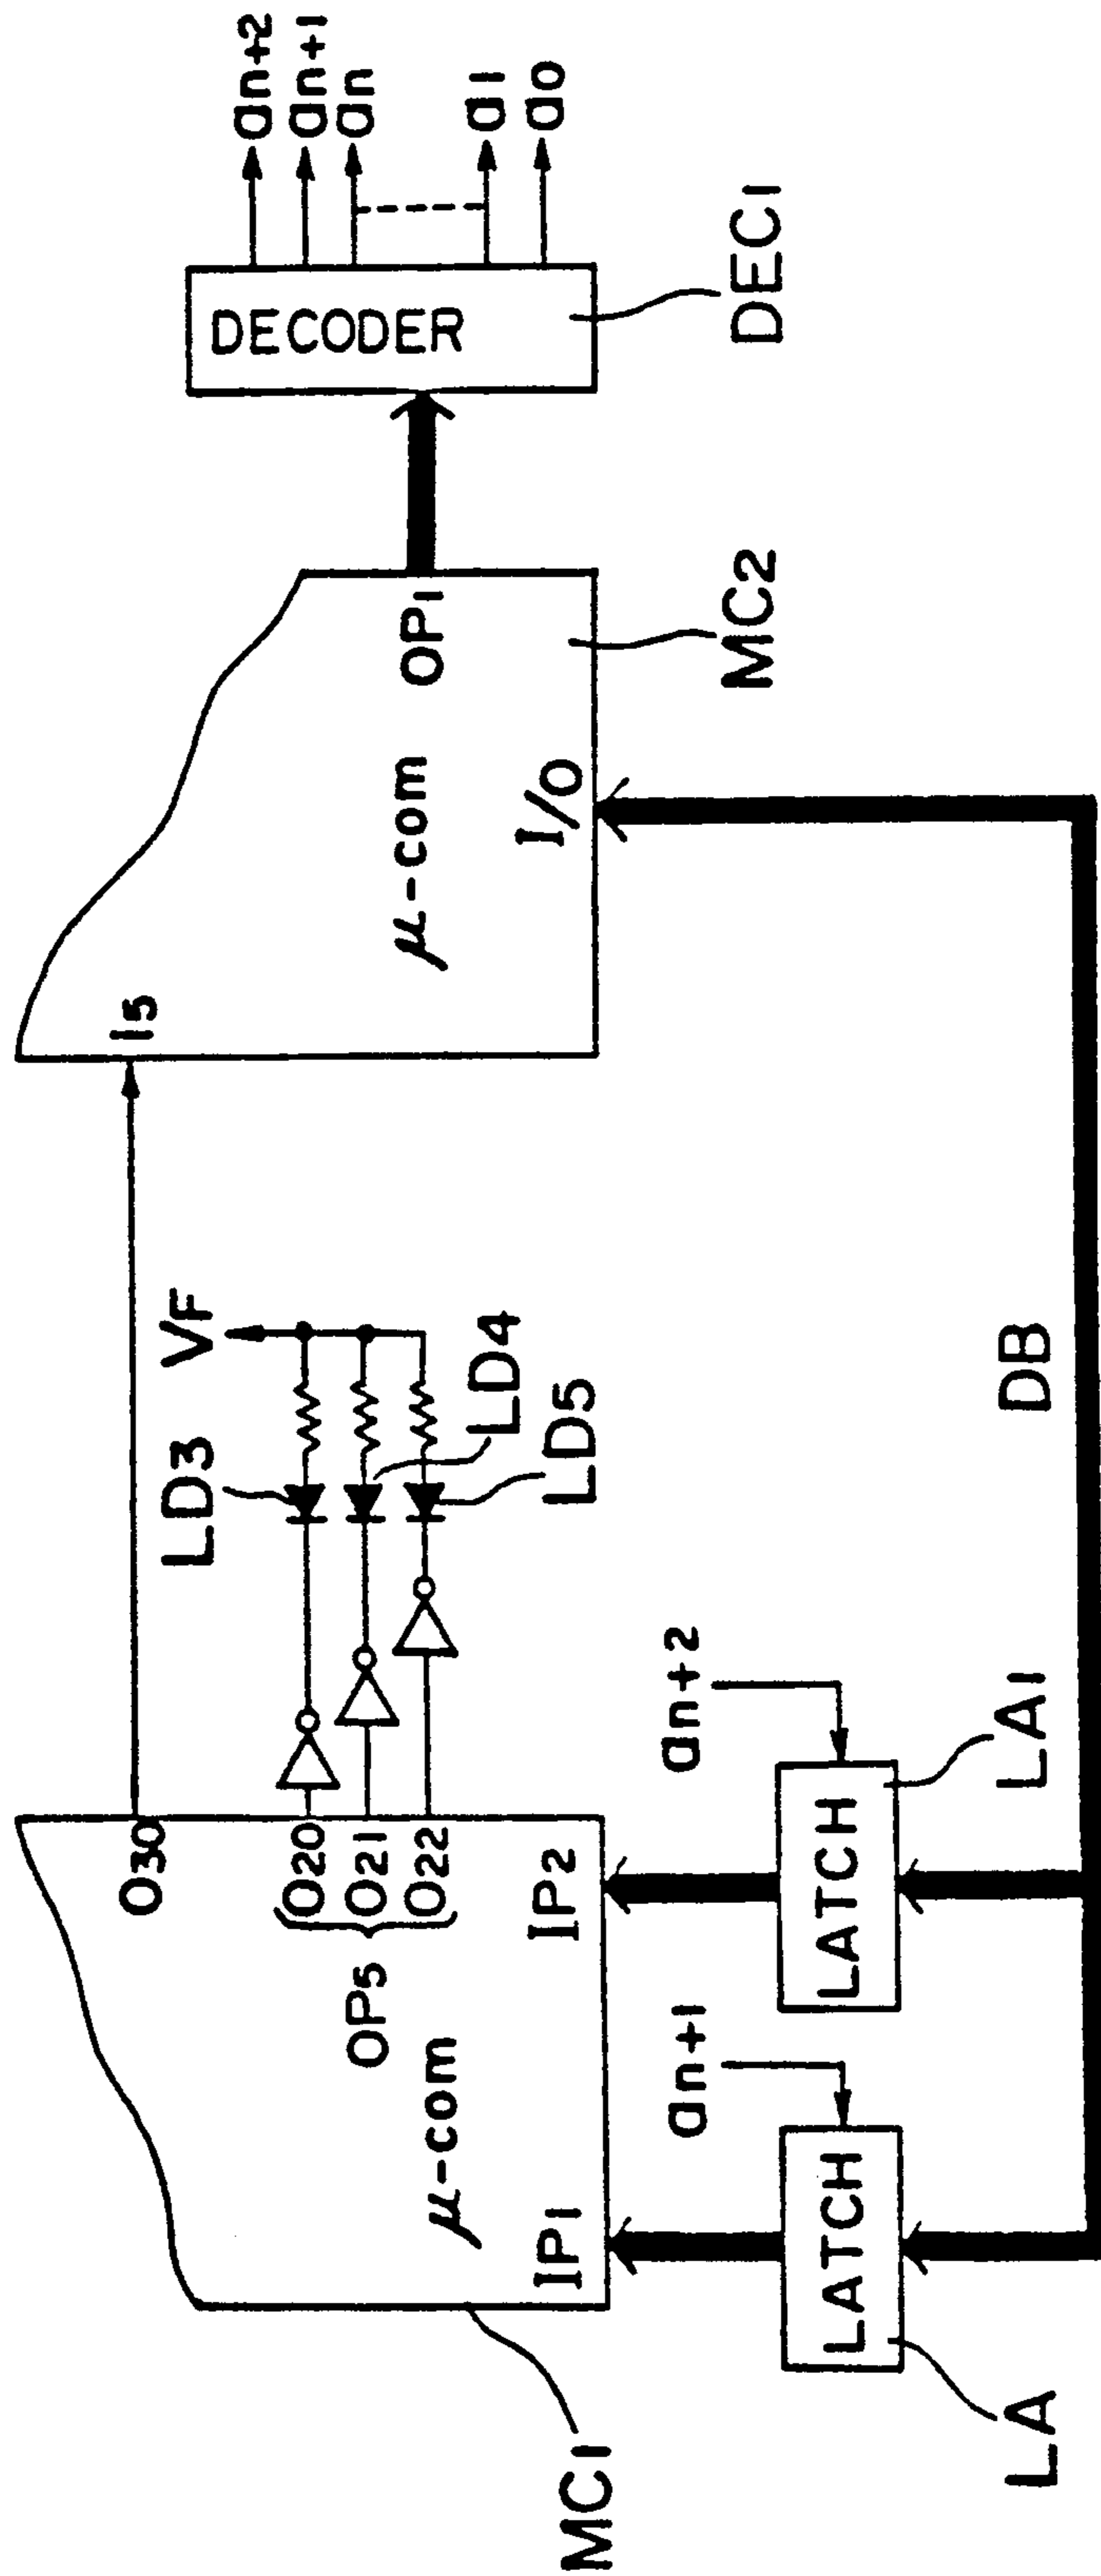 O30
I5
an+2
an+1
an
a1
a0
VF
LD3
LD4
LD5
O20
O21
O22
OP5
μ-com
μ-com
OP1
DECODER
DEC1
IP1
IP2
I/O
MC2
MC1
an+1
an+2
LATCH
LATCH
LA
LA1
DB